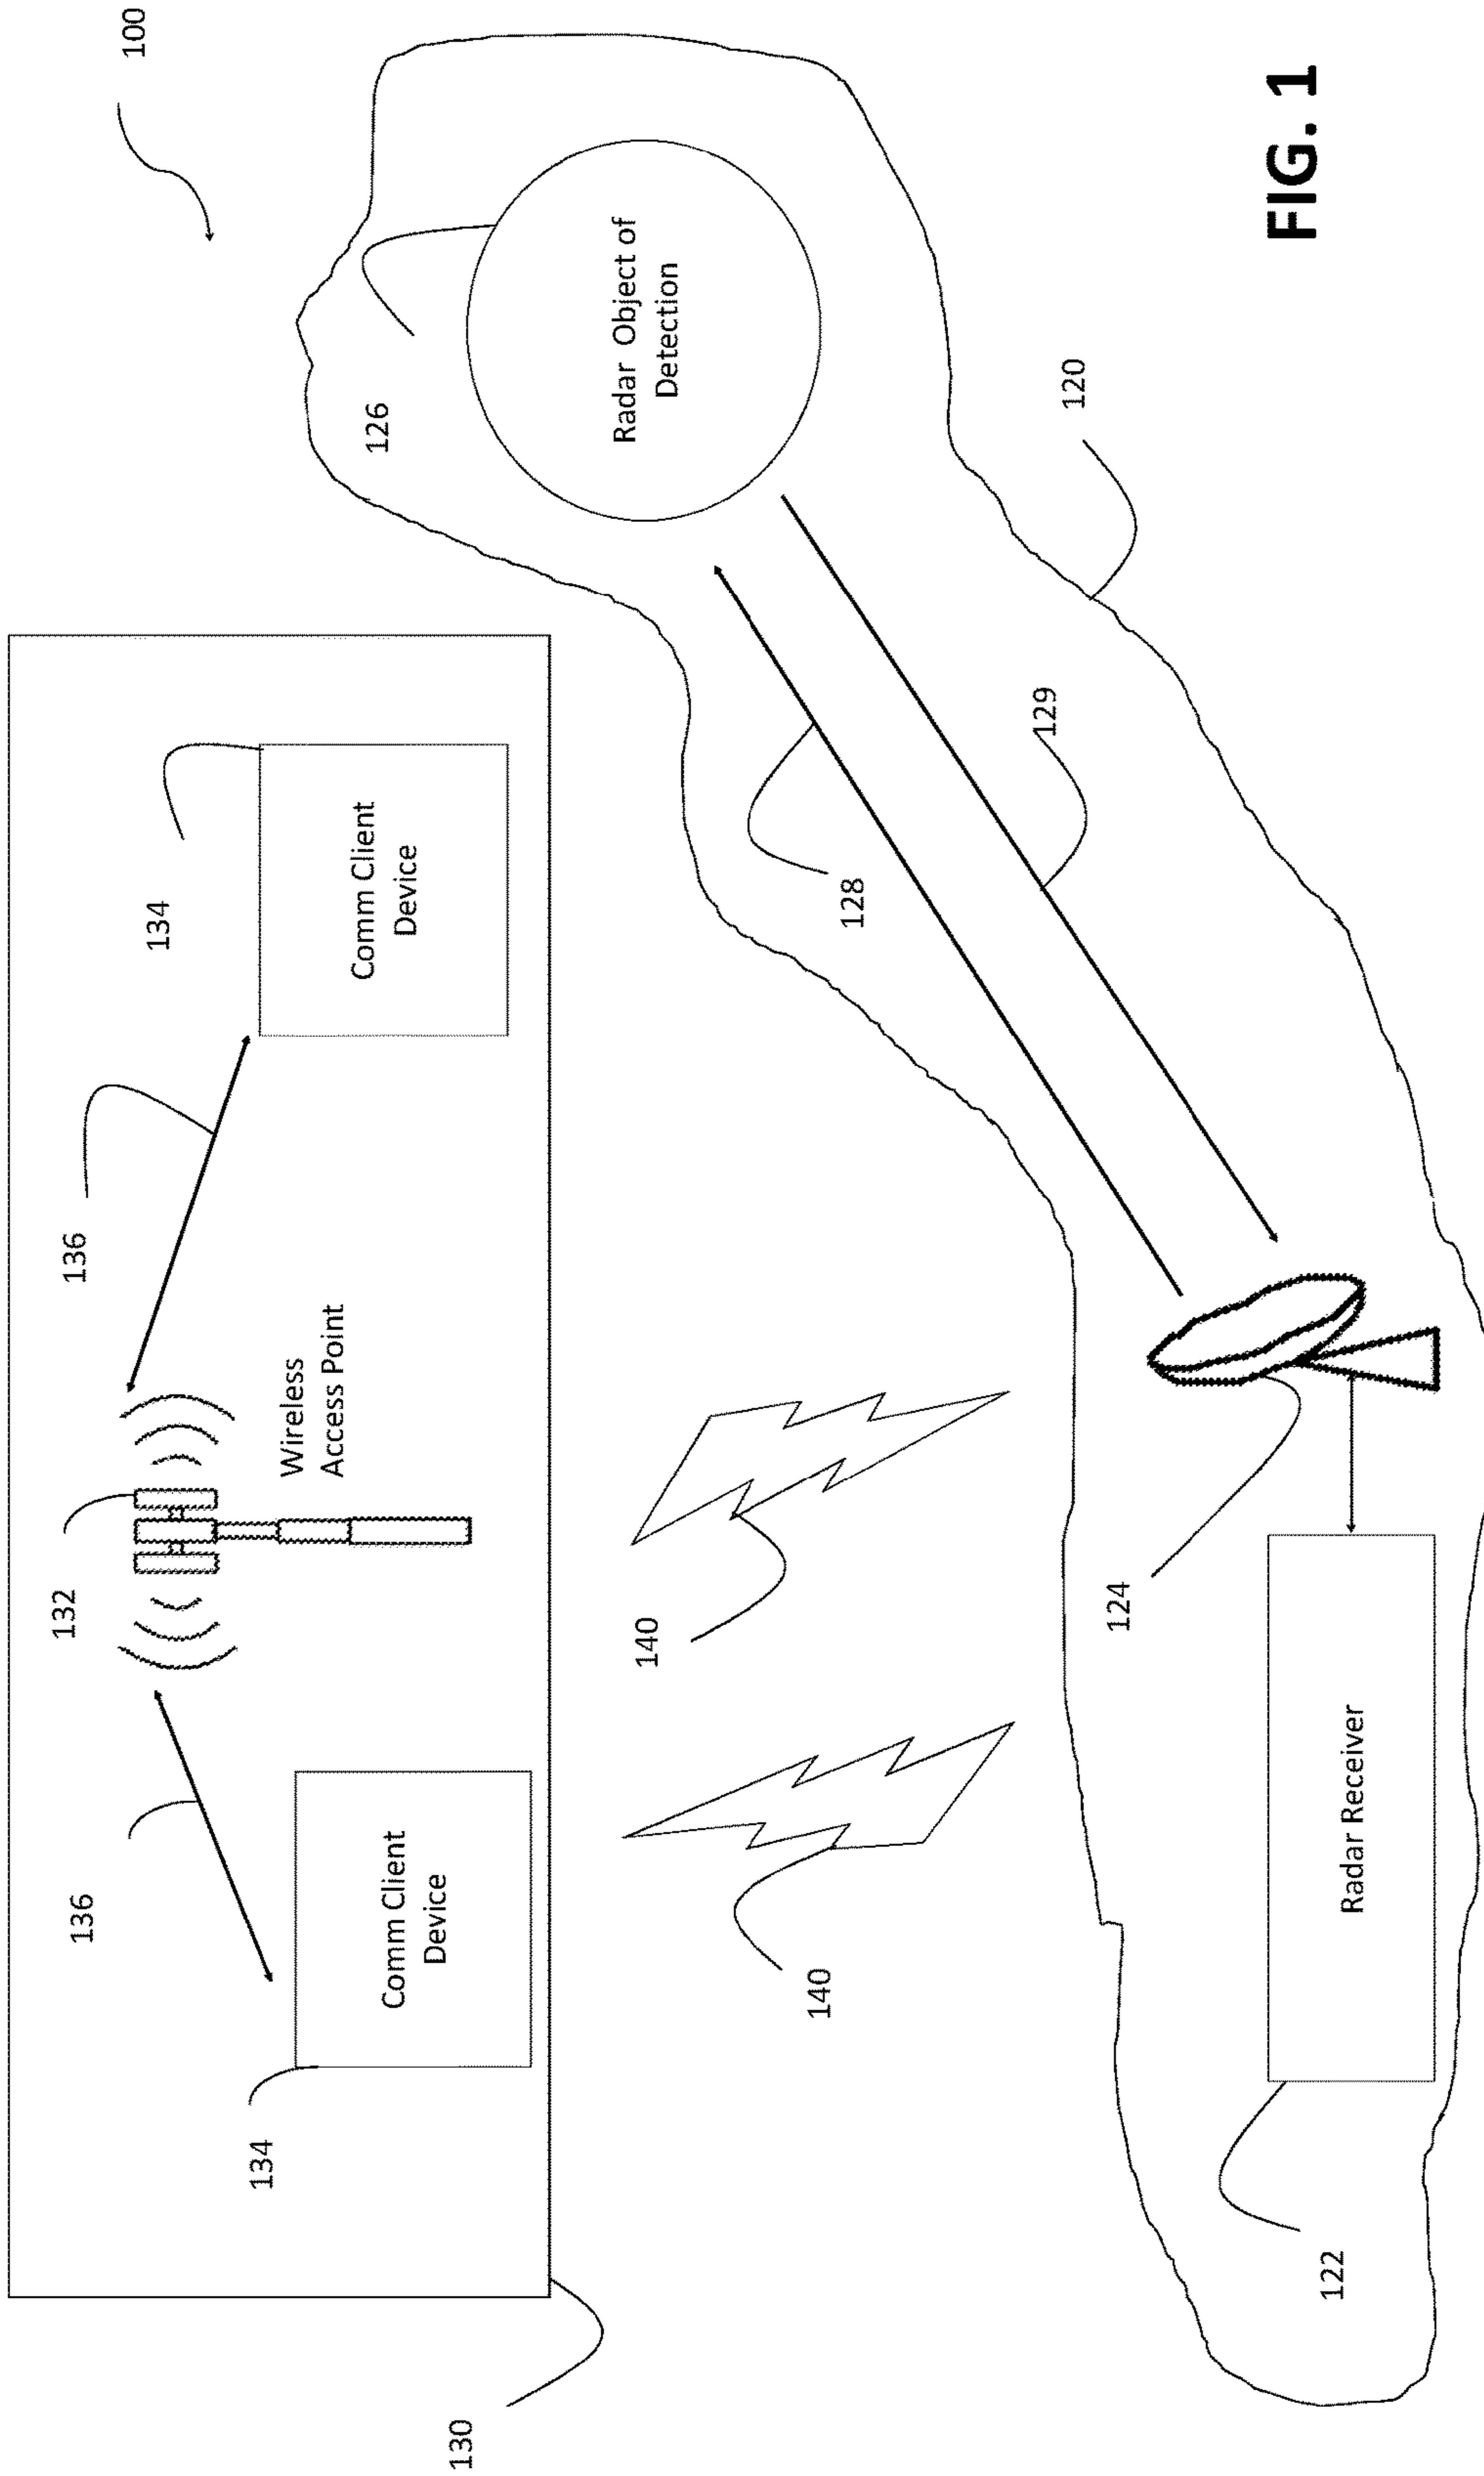 100
136
134
Comm Client
Device
132
Wireless
Access Point
136
134
Comm Client
Device
130
126
Radar Object of
Detection
140
140
128
129
120
124
Radar Receiver
122
FIG. 1